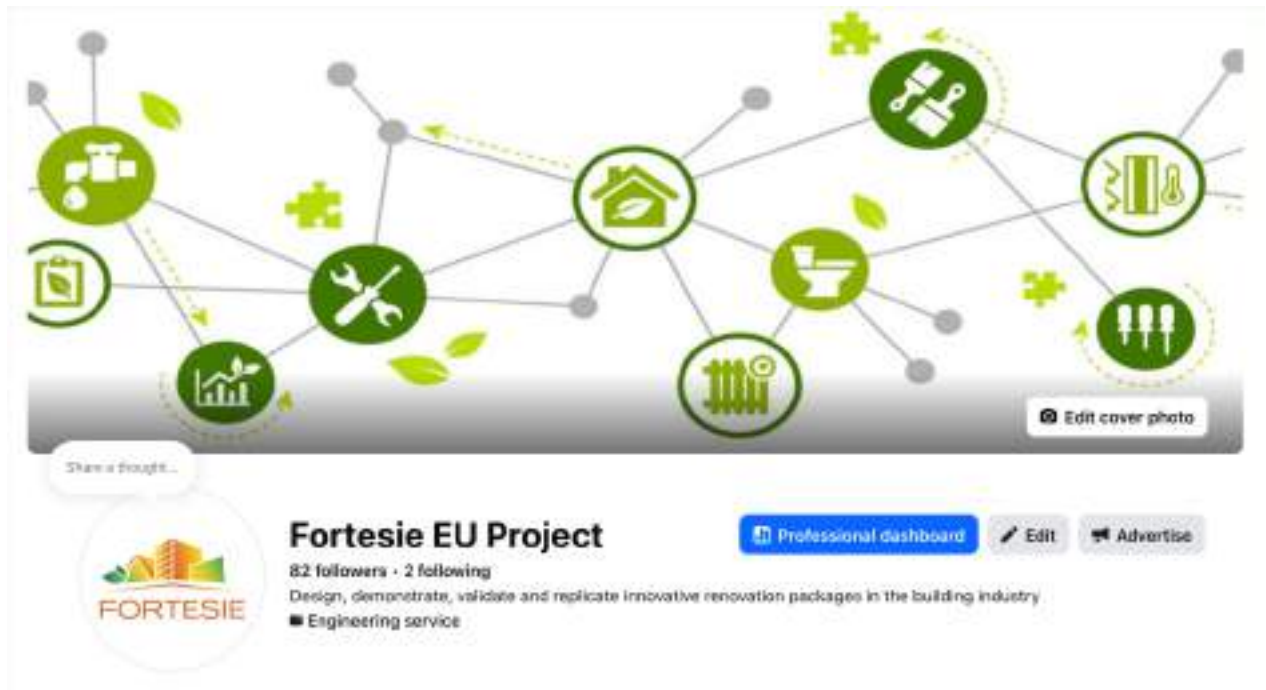 Edit cover photo
Share a thought...
FORTESIE
Fortesie EU Project
82 followers · 2 following
Design, demonstrate, validate and replicate innovative renovation packages in the building industry
Engineering service
Professional dashboard
Edit
Advertise